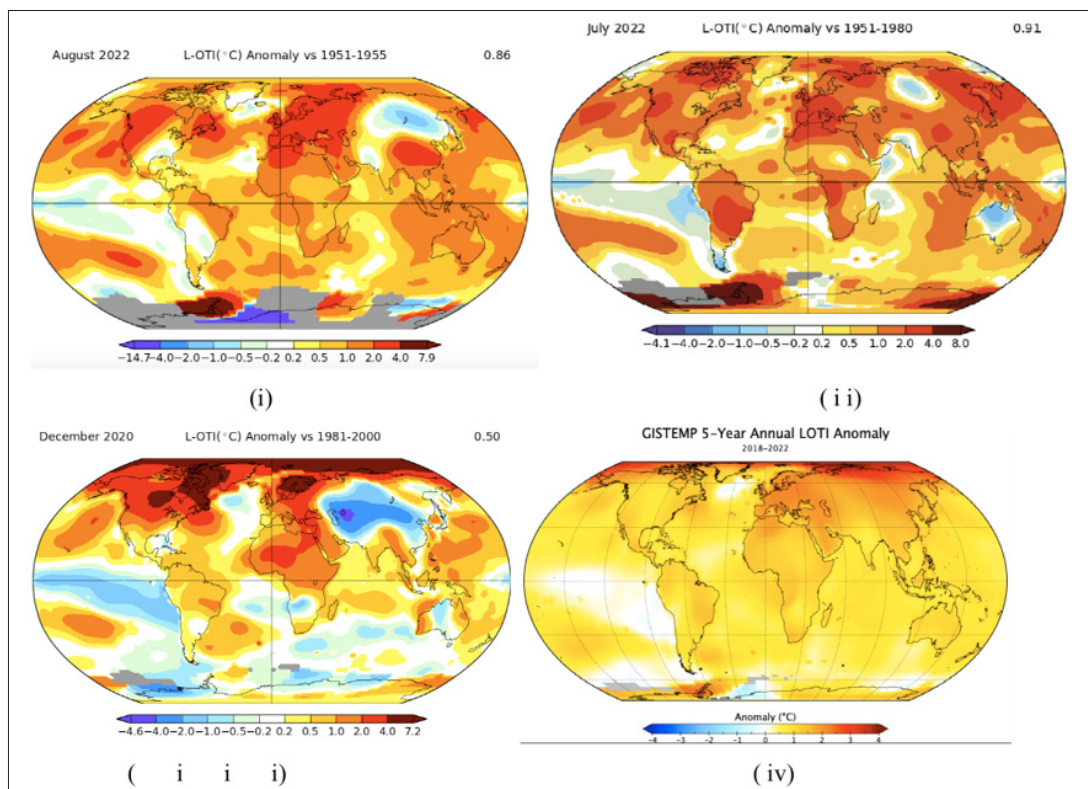 August 2022 L-OTI(°C) Anomaly vs 1951-1955 0.86
−14.7−4.0 −2.0 −1.0 −0.5 −0.2 0.2 0.5 1.0 2.0 4.0 7.9
(i)
July 2022 L-OTI(°C) Anomaly vs 1951-1980 0.91
−4.1−4.0 −2.0 −1.0 −0.5 −0.2 0.2 0.5 1.0 2.0 4.0 8.0
( i i)
December 2020 L-OTI(°C) Anomaly vs 1981-2000 0.50
−4.6−4.0 −2.0 −1.0 −0.5 −0.2 0.2 0.5 1.0 2.0 4.0 7.2
( i i i)
GISTEMP 5-Year Annual LOTI Anomaly
2018-2022
Anomaly (°C)
−4 −3 −2 −1 0 1 2 3 4
( iv)